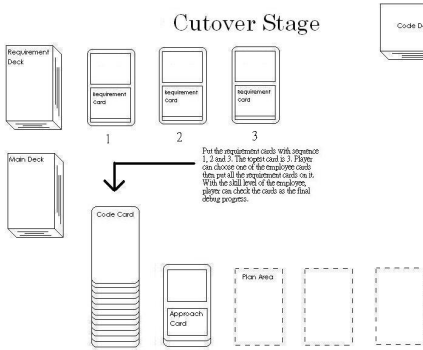 Cutover Stage
Code D
Requirement
Deck
Requirement
Card
Requirement
Card
Requirement
Card
1
2
3
Main Deck
Put the requirement cards with sequence
1, 2 and 3. The topest card is 3. Player
can choose one of the employee cards
then put all the requirement cards on it.
With the skill level of the employee,
player can check the cards as the final
debug progress.
Code Card
Approach
Card
Plan Area